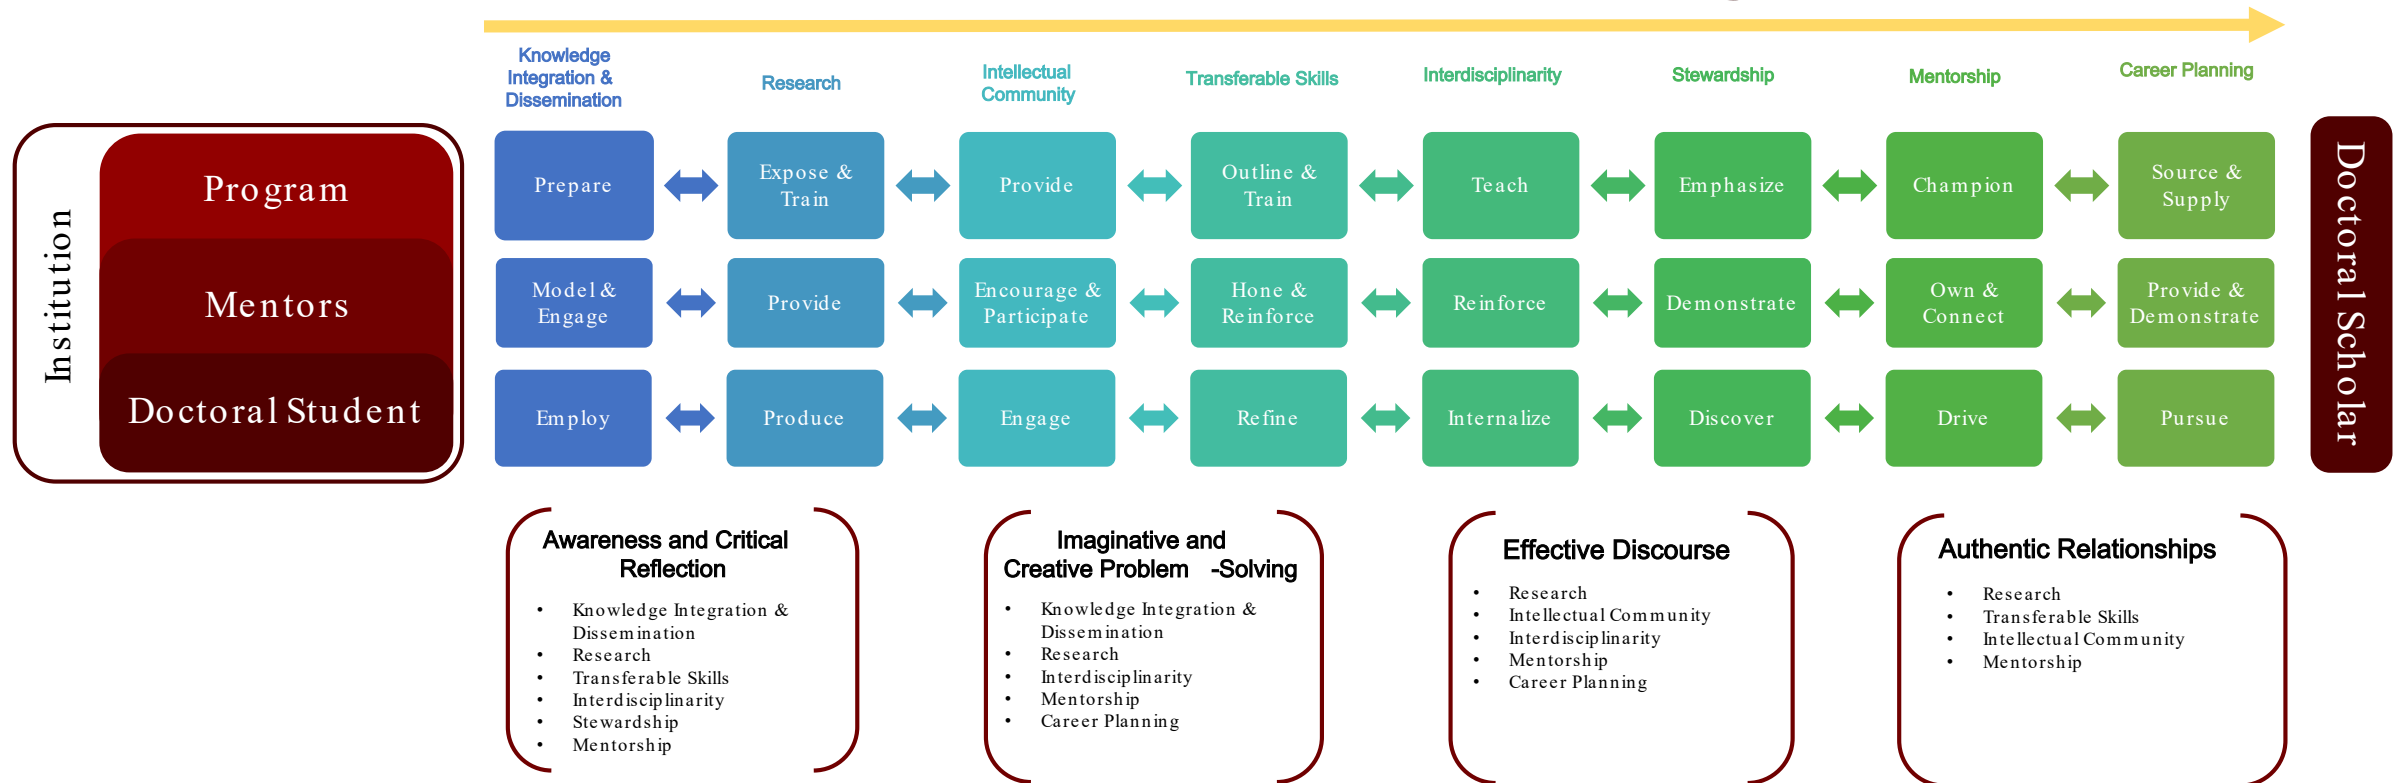 Knowledge
Integration &
Dissemination
Research
Intellectual
Community
Transferable Skills
Interdisciplinarity
Stewardship
Mentorship
Career Planning
Institution
Program
Mentors
Doctoral Student
Prepare
Expose &
Train
Provide
Outline &
Train
Teach
Emphasize
Champion
Source &
Supply
Model &
Engage
Provide
Encourage &
Participate
Hone &
Reinforce
Reinforce
Demonstrate
Own &
Connect
Provide &
Demonstrate
Employ
Produce
Engage
Refine
Internalize
Discover
Drive
Pursue
Doctoral Scholar
Awareness and Critical
Reflection
• Knowledge Integration &
Dissemination
• Research
• Transferable Skills
• Interdisciplinarity
• Stewardship
• Mentorship
Imaginative and
Creative Problem -Solving
• Knowledge Integration &
Dissemination
• Research
• Interdisciplinarity
• Mentorship
• Career Planning
Effective Discourse
• Research
• Intellectual Community
• Interdisciplinarity
• Mentorship
• Career Planning
Authentic Relationships
• Research
• Transferable Skills
• Intellectual Community
• Mentorship